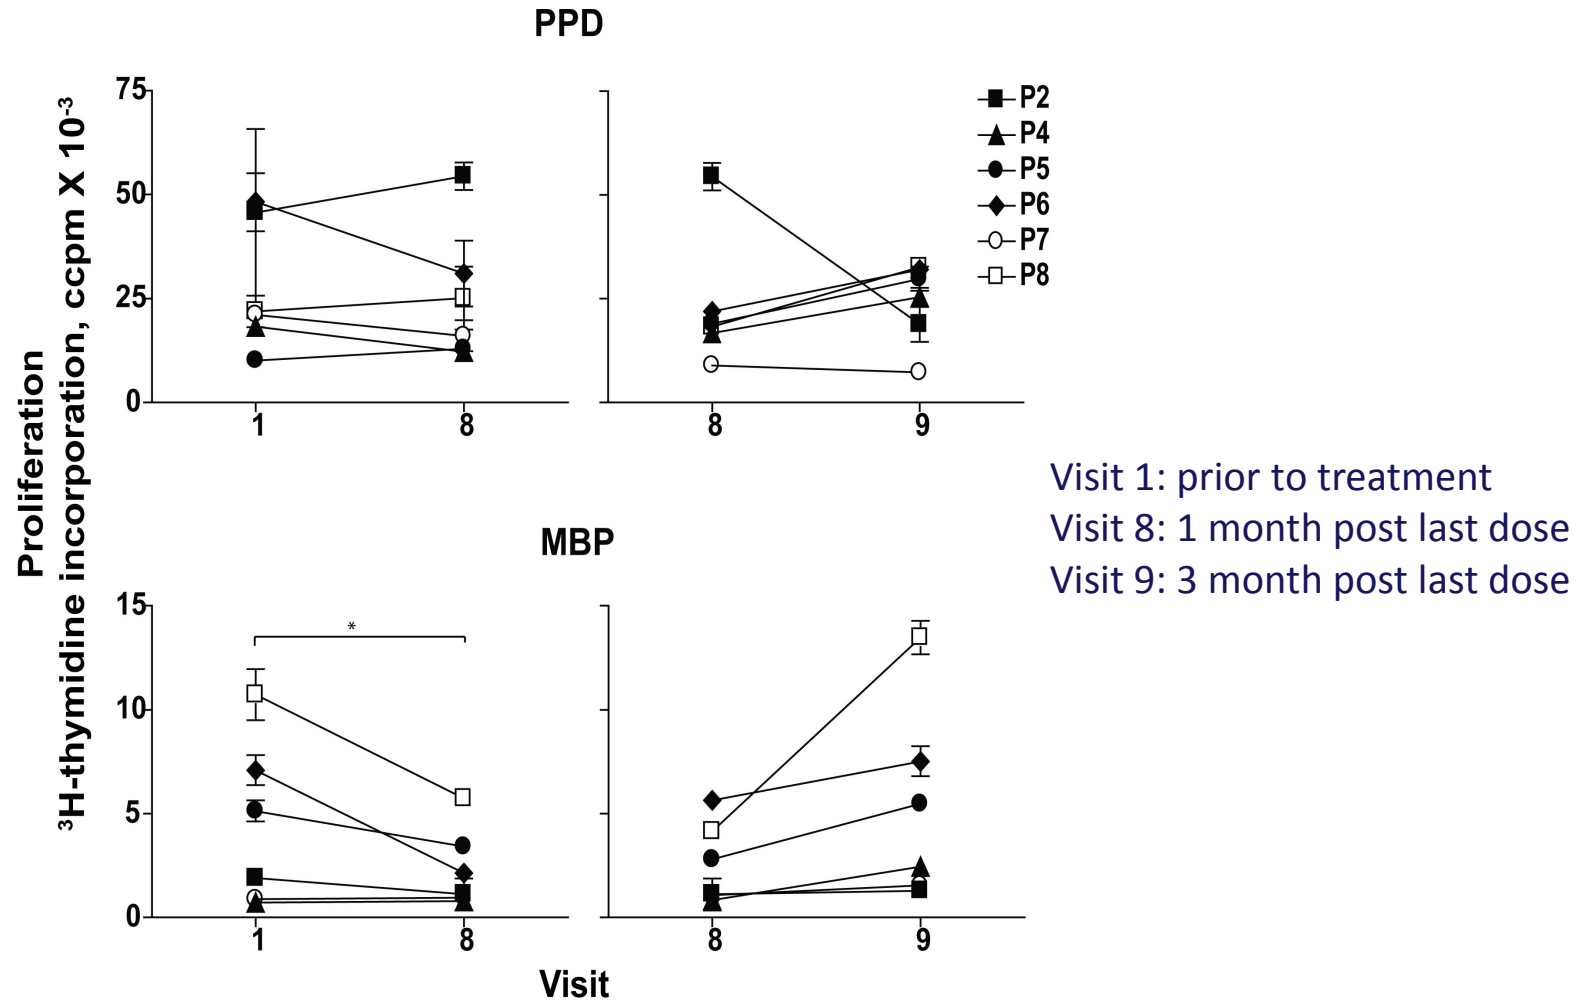 PPD
75
50
25
0
1
8
8
9
P2
P4
P5
P6
P7
P8
Proliferation
³H-thymidine incorporation, ccpm X 10⁻³
Visit 1: prior to treatment
Visit 8: 1 month post last dose
Visit 9: 3 month post last dose
MBP
15
10
5
0
*
1
8
8
9
Visit